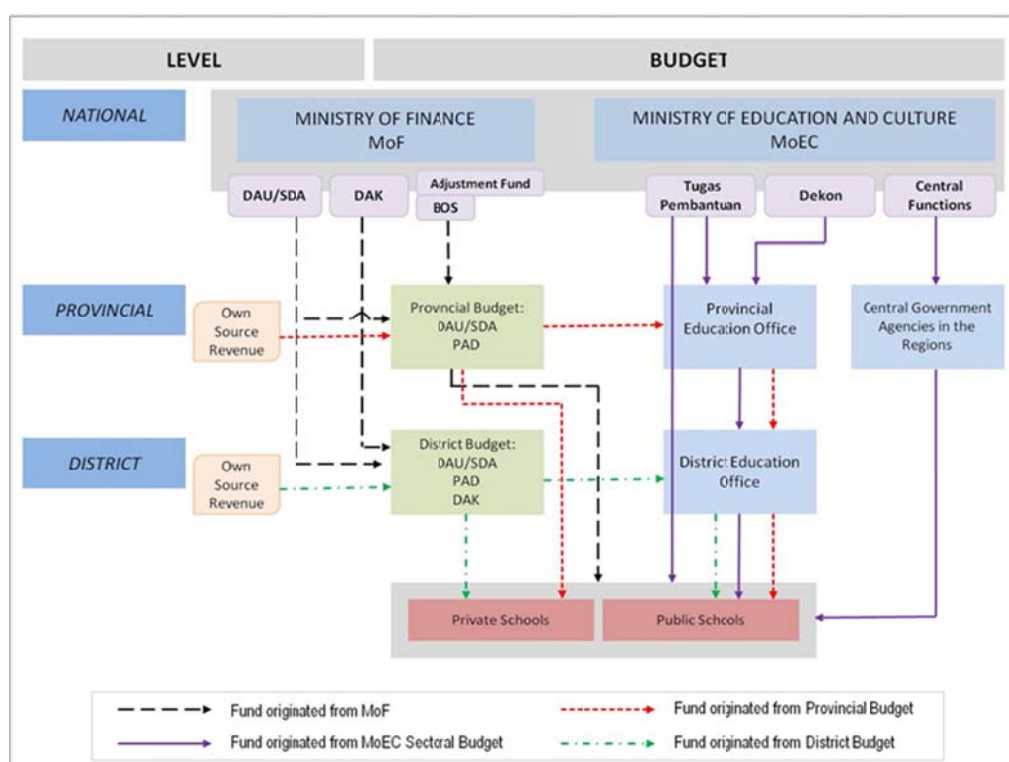 LEVEL
BUDGET
NATIONAL
MINISTRY OF FINANCE
MoF
MINISTRY OF EDUCATION AND CULTURE
MoEC
DAU/SDA
DAK
Adjustment Fund
BOS
Tugas
Pembantuan
Dekon
Central
Functions
PROVINCIAL
Own
Source
Revenue
Provincial Budget:
DAU/SDA
PAD
Provincial
Education Office
Central Government
Agencies in the
Regions
DISTRICT
Own
Source
Revenue
District Budget:
DAU/SDA
PAD
DAK
District Education
Office
Private Schools
Public Schools
Fund originated from MoF
Fund originated from Provincial Budget
Fund originated from MoEC Sectoral Budget
Fund originated from District Budget